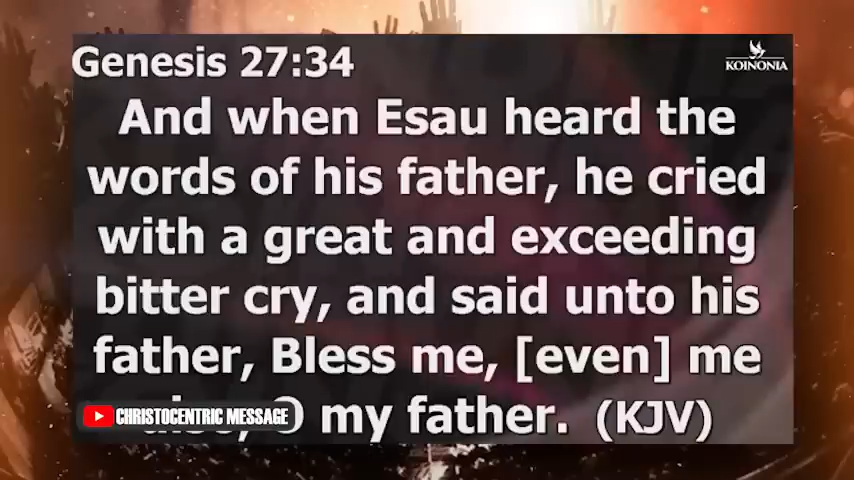 Genesis 27:34
KOINONIA
And when Esau heard the
words of his father, he cried
with a great and exceeding
bitter cry, and said unto his
father, Bless me, [even] me
O my father. (KJV)
CHRISTOCENTRIC MESSAGE